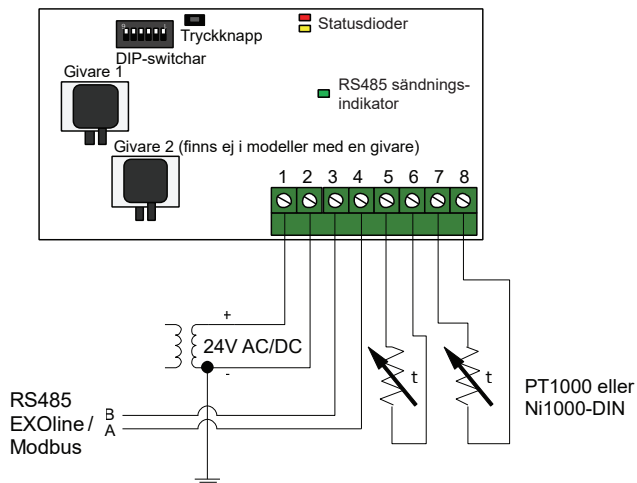 Statusdioder
Tryckknapp
DIP-switchar
Givare 1
RS485 sändnings-
indikator
Givare 2 (finns ej i modeller med en givare)
1 2 3 4 5 6 7 8
+
24V AC/DC
-
t
t
PT1000 eller
Ni1000-DIN
RS485
EXOline /
Modbus
B
A